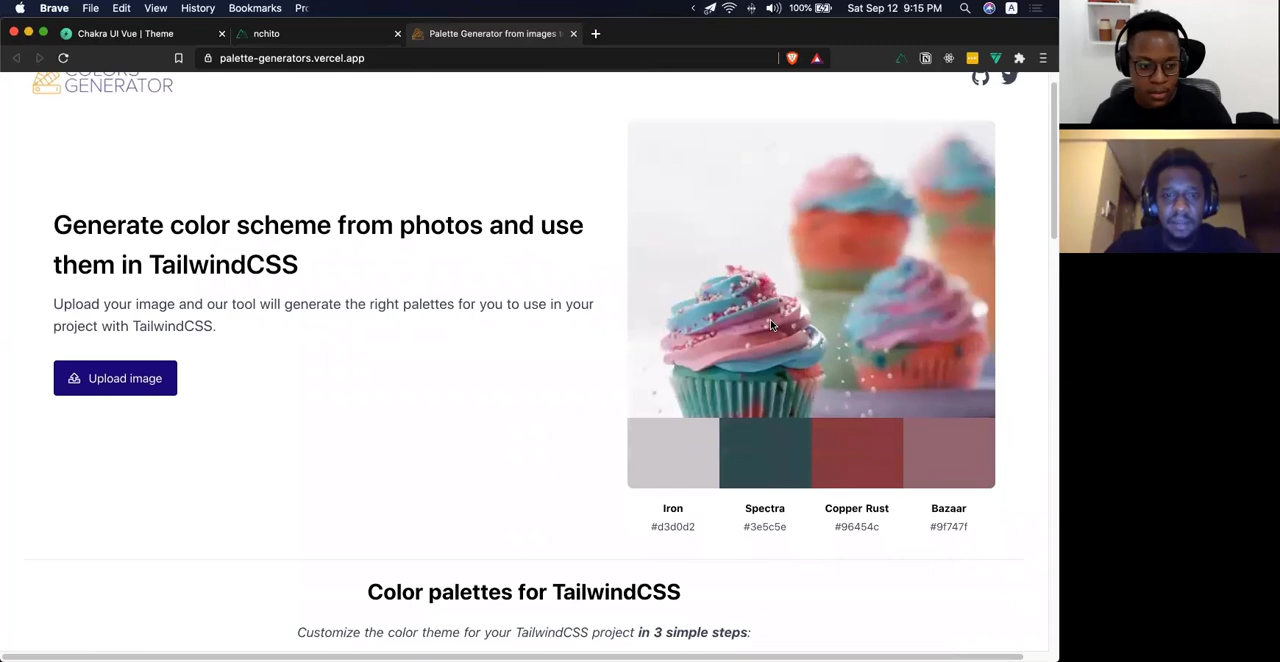 Brave File Edit View History Bookmarks Pr
100% Sat Sep 12 9:15 PM A
Chakra UI Vue | Theme
nchito
Palette Generator from images
palette-generators.vercel.app
COLORS
GENERATOR
Generate color scheme from photos and use
them in TailwindCSS
Upload your image and our tool will generate the right palettes for you to use in your
project with TailwindCSS.
Upload image
Iron
Spectra
Copper Rust
Bazaar
#d3d0d2
#3e5c5e
#96454c
#9f747f
Color palettes for TailwindCSS
Customize the color theme for your TailwindCSS project in 3 simple steps: